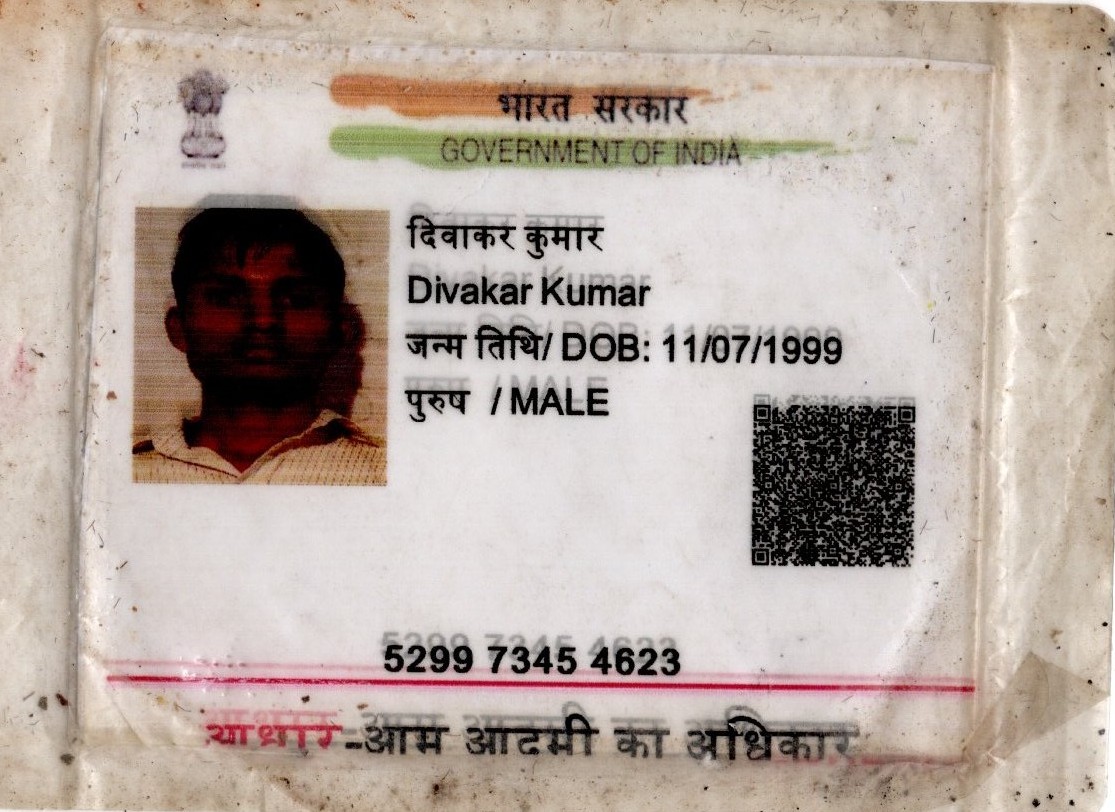 भारत सरकार
GOVERNMENT OF INDIA
दिवाकर कुमार
Divakar Kumar
जन्म तिथि/ DOB: 11/07/1999
पुरुष / MALE
5299 7345 4623
आधार-आम आदमी का अधिकार